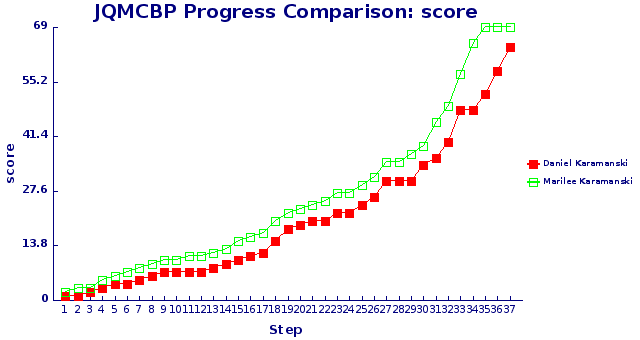 JQMCBP Progress Comparison: score
69
55.2
41.4
27.6
13.8
0
score
1 2 3 4 5 6 7 8 9 10 11 12 13 14 15 16 17 18 19 20 21 22 23 24 25 26 27 28 29 30 31 32 33 34 35 36 37
Step
Daniel Karamanski
Marilee Karamanski